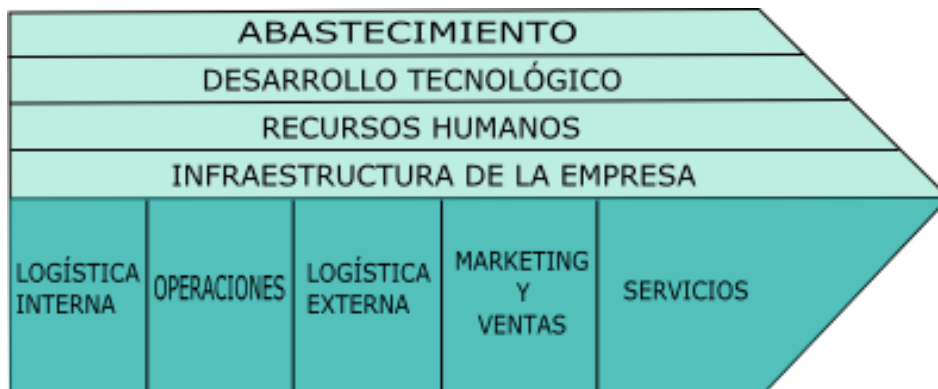 ABASTECIMIENTO
DESARROLLO TECNOLÓGICO
RECURSOS HUMANOS
INFRAESTRUCTURA DE LA EMPRESA
LOGÍSTICA
INTERNA
OPERACIONES
LOGÍSTICA
EXTERNA
MARKETING
Y
VENTAS
SERVICIOS